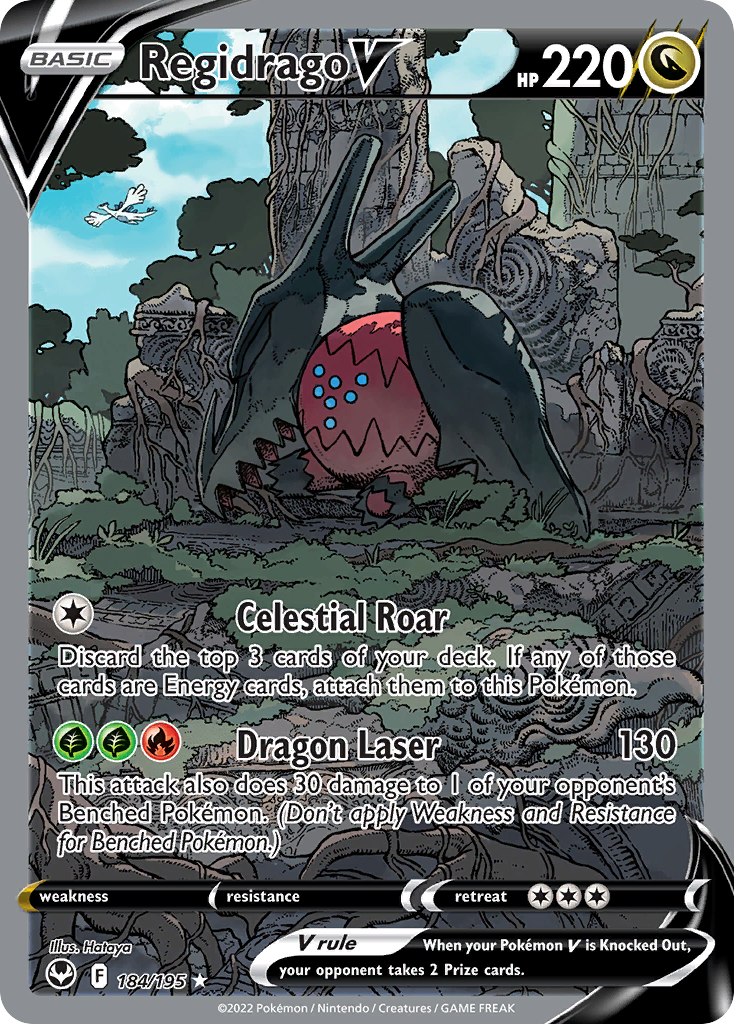 BASIC
Regidrago V
HP 220
Celestial Roar
Discard the top 3 cards of your deck. If any of those
cards are Energy cards, attach them to this Pokémon.
Dragon Laser 130
This attack also does 30 damage to 1 of your opponent's
Benched Pokémon. (Don't apply Weakness and Resistance
for Benched Pokémon.)
weakness resistance retreat
Illus. Hataya
V rule When your Pokémon V is Knocked Out,
your opponent takes 2 Prize cards.
F 184/195 ★
©2022 Pokémon / Nintendo / Creatures / GAME FREAK